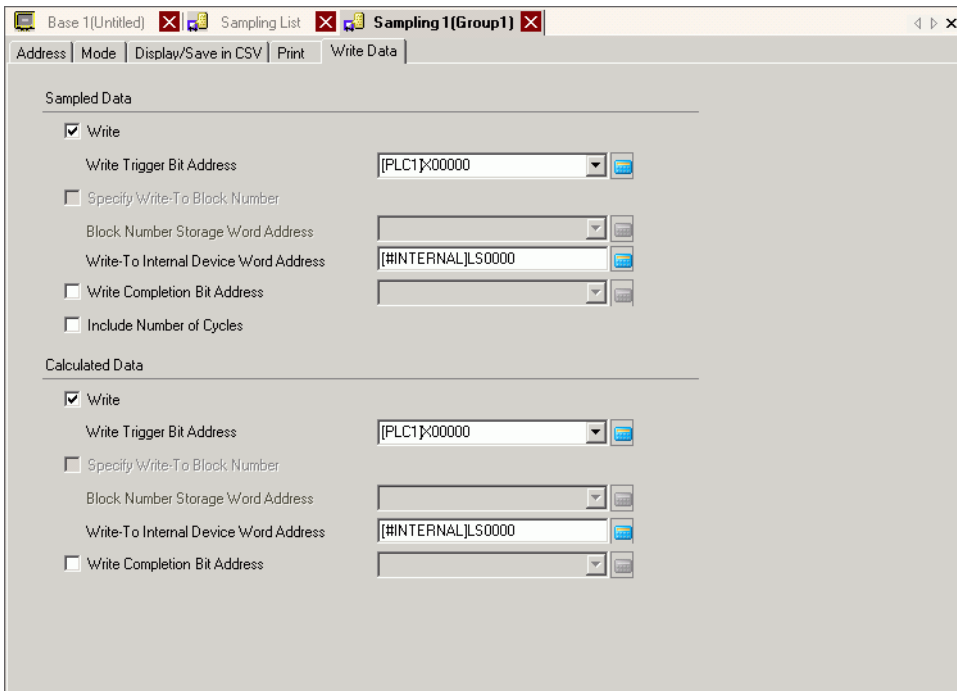 Base 1(Untitled) Sampling List Sampling 1(Group1)
Address Mode Display/Save in CSV Print Write Data
Sampled Data
Write
Write Trigger Bit Address [PLC1]X00000
Specify Write-To Block Number
Block Number Storage Word Address
Write-To Internal Device Word Address [#INTERNAL]LS0000
Write Completion Bit Address
Include Number of Cycles
Calculated Data
Write
Write Trigger Bit Address [PLC1]X00000
Specify Write-To Block Number
Block Number Storage Word Address
Write-To Internal Device Word Address [#INTERNAL]LS0000
Write Completion Bit Address